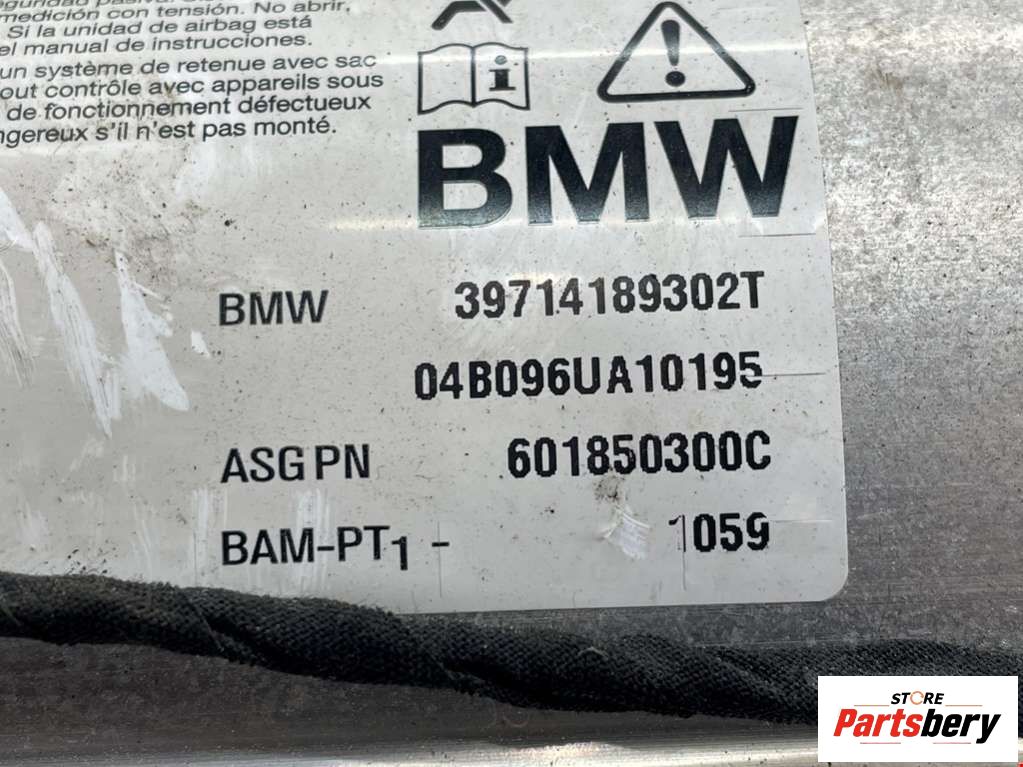 medición con tensión. No abrir,
Si la unidad de airbag está
el manual de instrucciones.
un système de retenue avec sac
out contrôle avec appareils sous
de fonctionnement défectueux
ngereux s'il n'est pas monté.
BMW
BMW 39714189302T
04B096UA10195
ASG PN 601850300C
BAM-PT1 - 1059
STORE
Partsbery